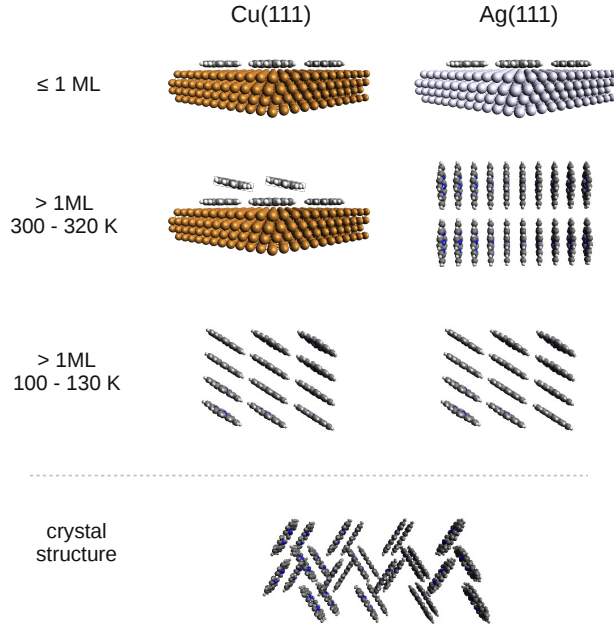 Cu(111) Ag(111)
≤ 1 ML
> 1ML
300 - 320 K
> 1ML
100 - 130 K
crystal
structure